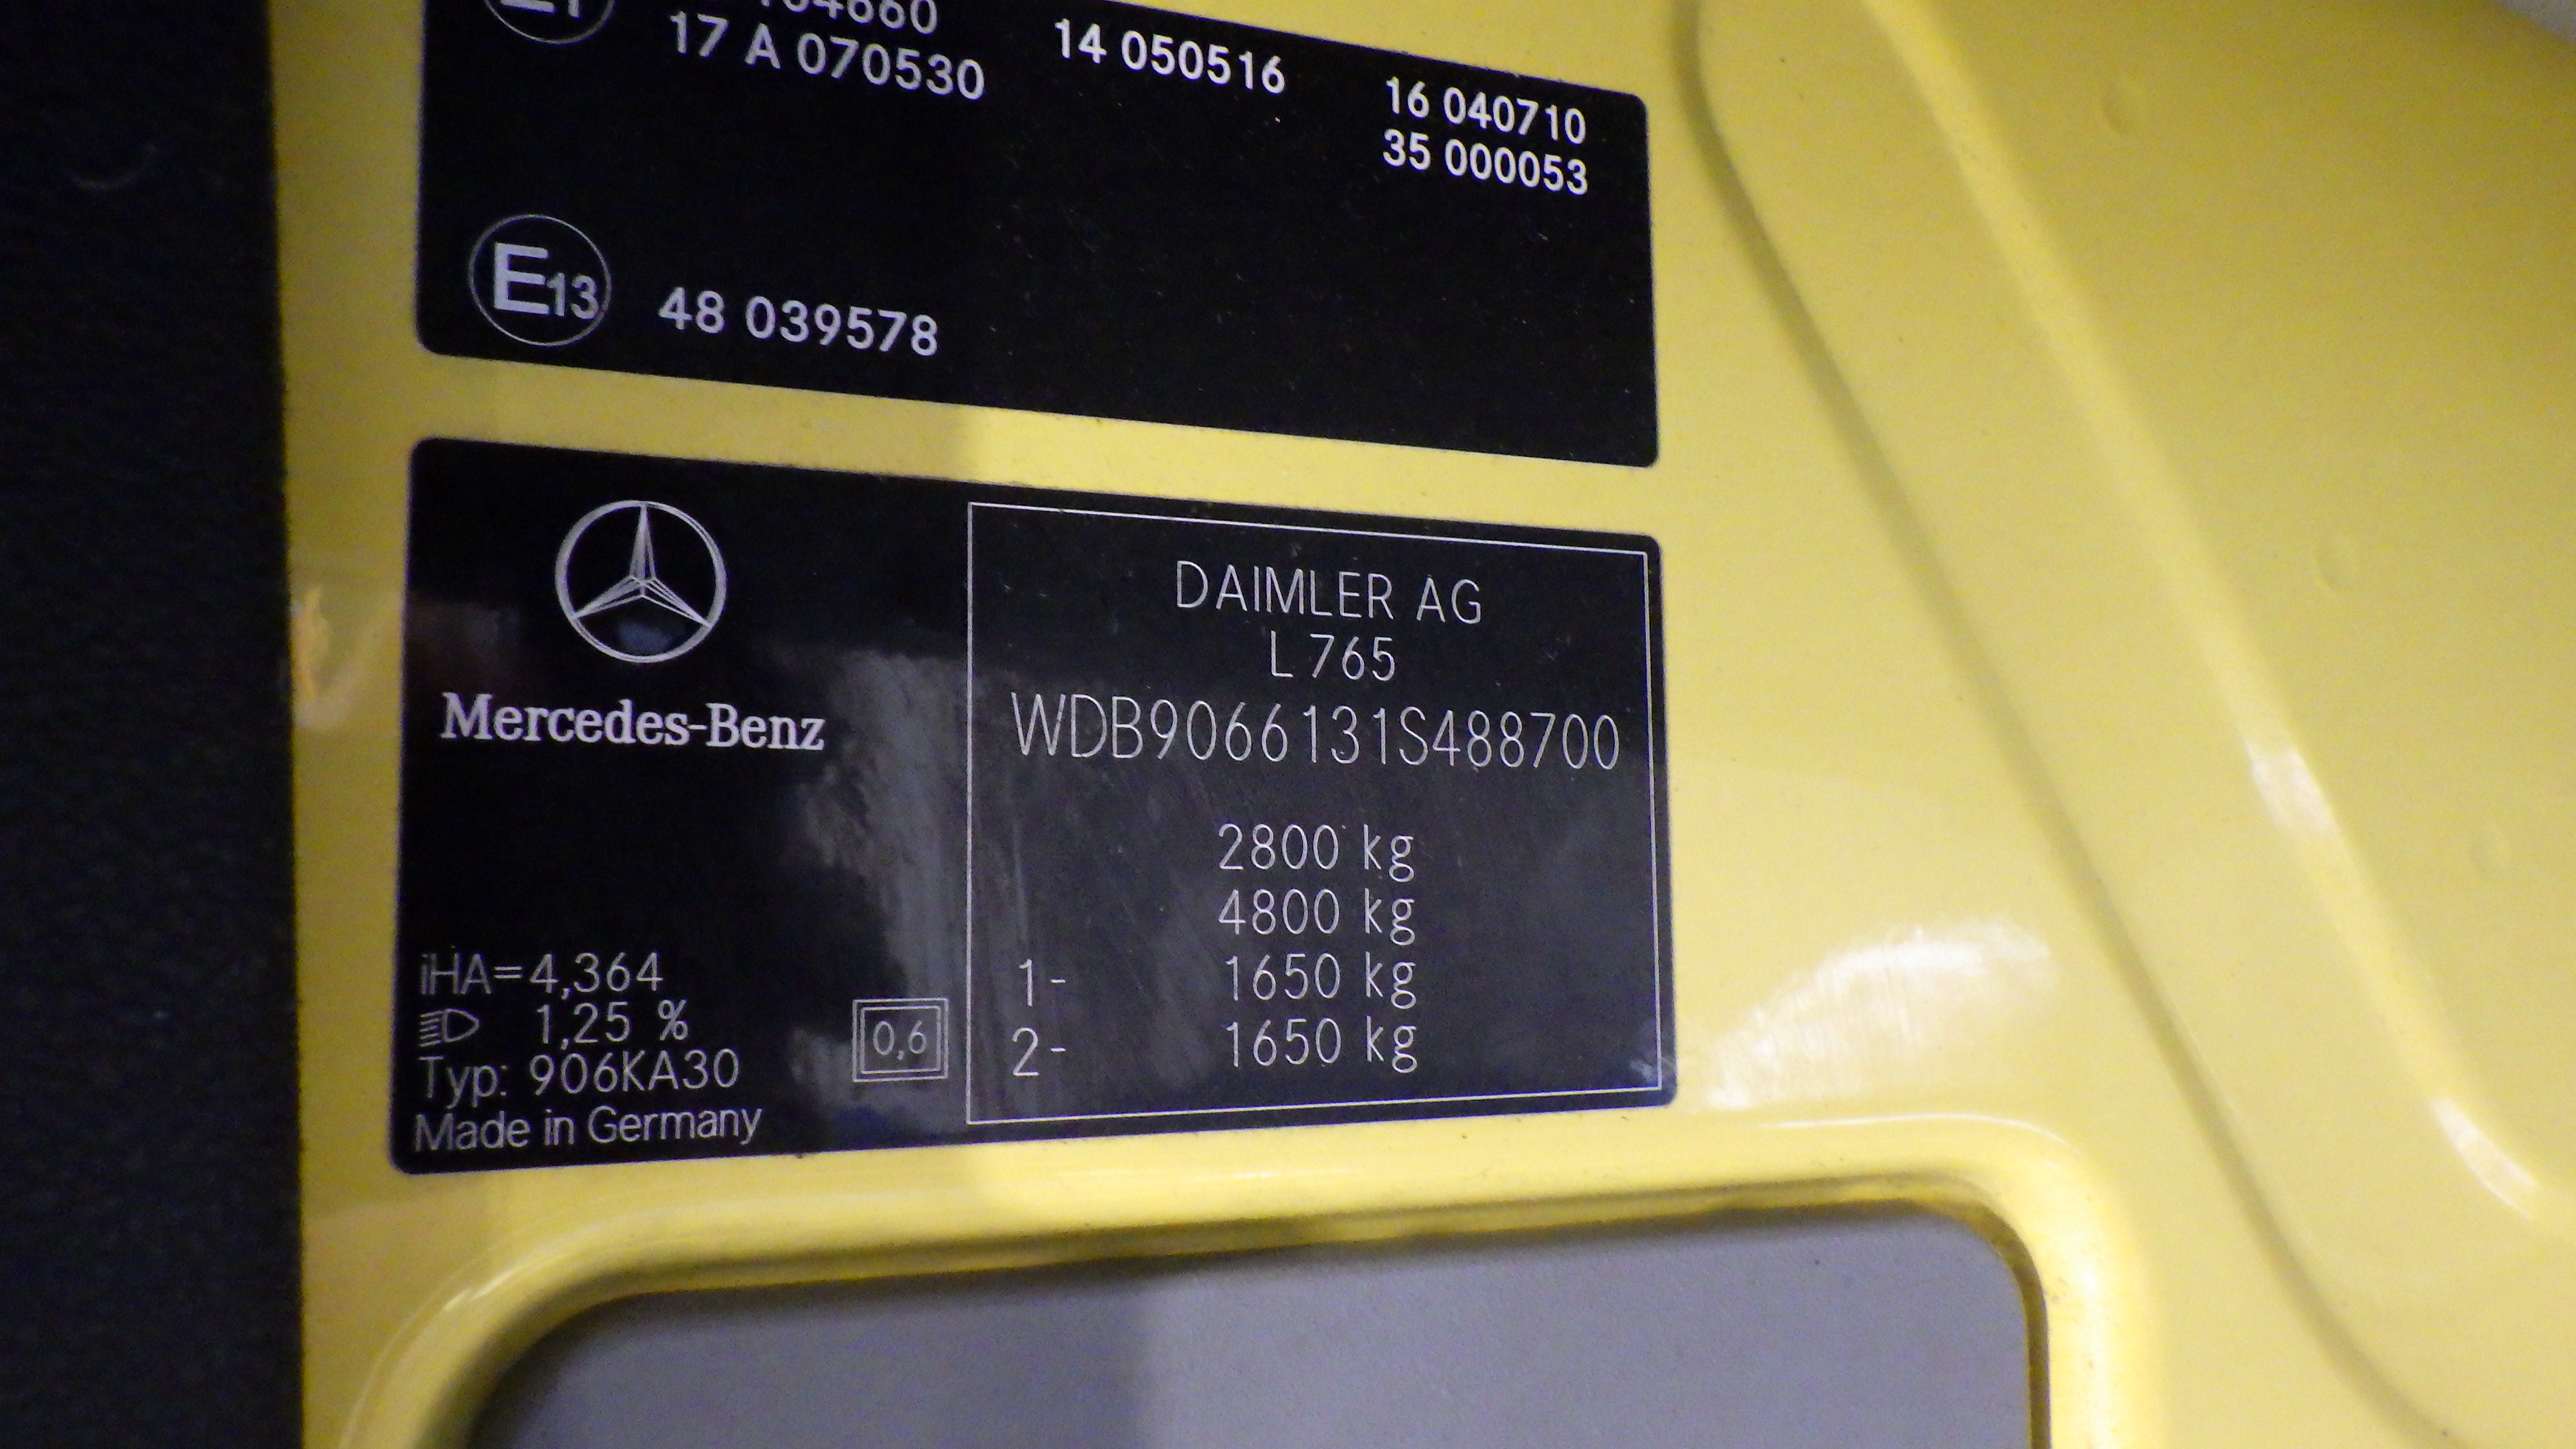 17 A 070530
14 050516
16 040710
35 000053
E13 48 039578
Mercedes-Benz
DAIMLER AG
L 765
WDB9066131S488700
2800 kg
4800 kg
1- 1650 kg
2- 1650 kg
iHA=4,364
1,25 %
Typ: 906KA30
Made in Germany
0,6